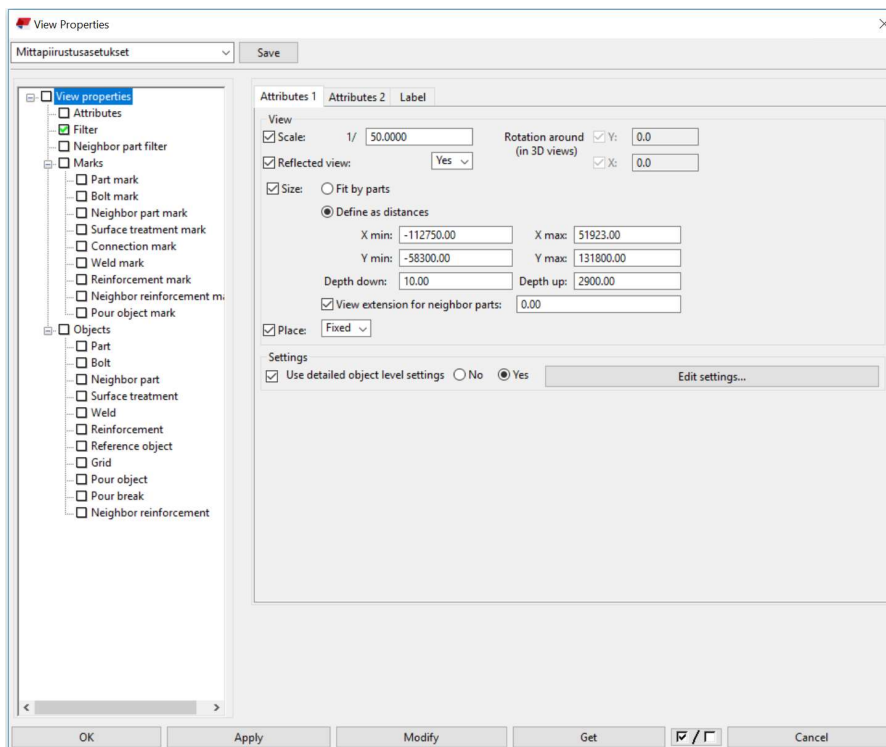 View Properties
Mittapiirustusasetukset
Save
View properties
Attributes
Filter
Neighbor part filter
Marks
Part mark
Bolt mark
Neighbor part mark
Surface treatment mark
Connection mark
Weld mark
Reinforcement mark
Neighbor reinforcement ma
Pour object mark
Objects
Part
Bolt
Neighbor part
Surface treatment
Weld
Reinforcement
Reference object
Grid
Pour object
Pour break
Neighbor reinforcement
Attributes 1 Attributes 2 Label
View
Scale: 1/ 50.0000 Rotation around Y: 0.0
(in 3D views)
Reflected view: Yes X: 0.0
Size: Fit by parts
Define as distances
X min: -112750.00 X max: 51923.00
Y min: -58300.00 Y max: 131800.00
Depth down: 10.00 Depth up: 2900.00
View extension for neighbor parts: 0.00
Place: Fixed
Settings
Use detailed object level settings No Yes Edit settings...
OK Apply Modify Get / Cancel